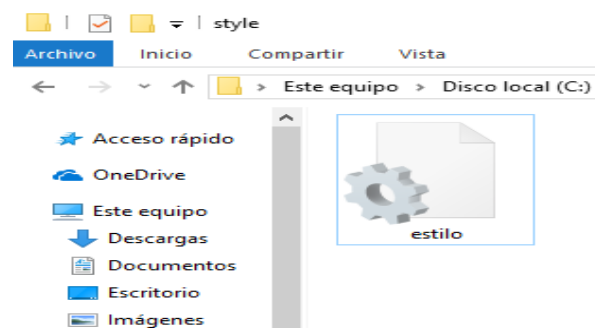 style
Archivo Inicio Compartir Vista
Este equipo > Disco local (C:)
Acceso rápido
OneDrive
Este equipo
Descargas
Documentos
Escritorio
Imágenes
estilo